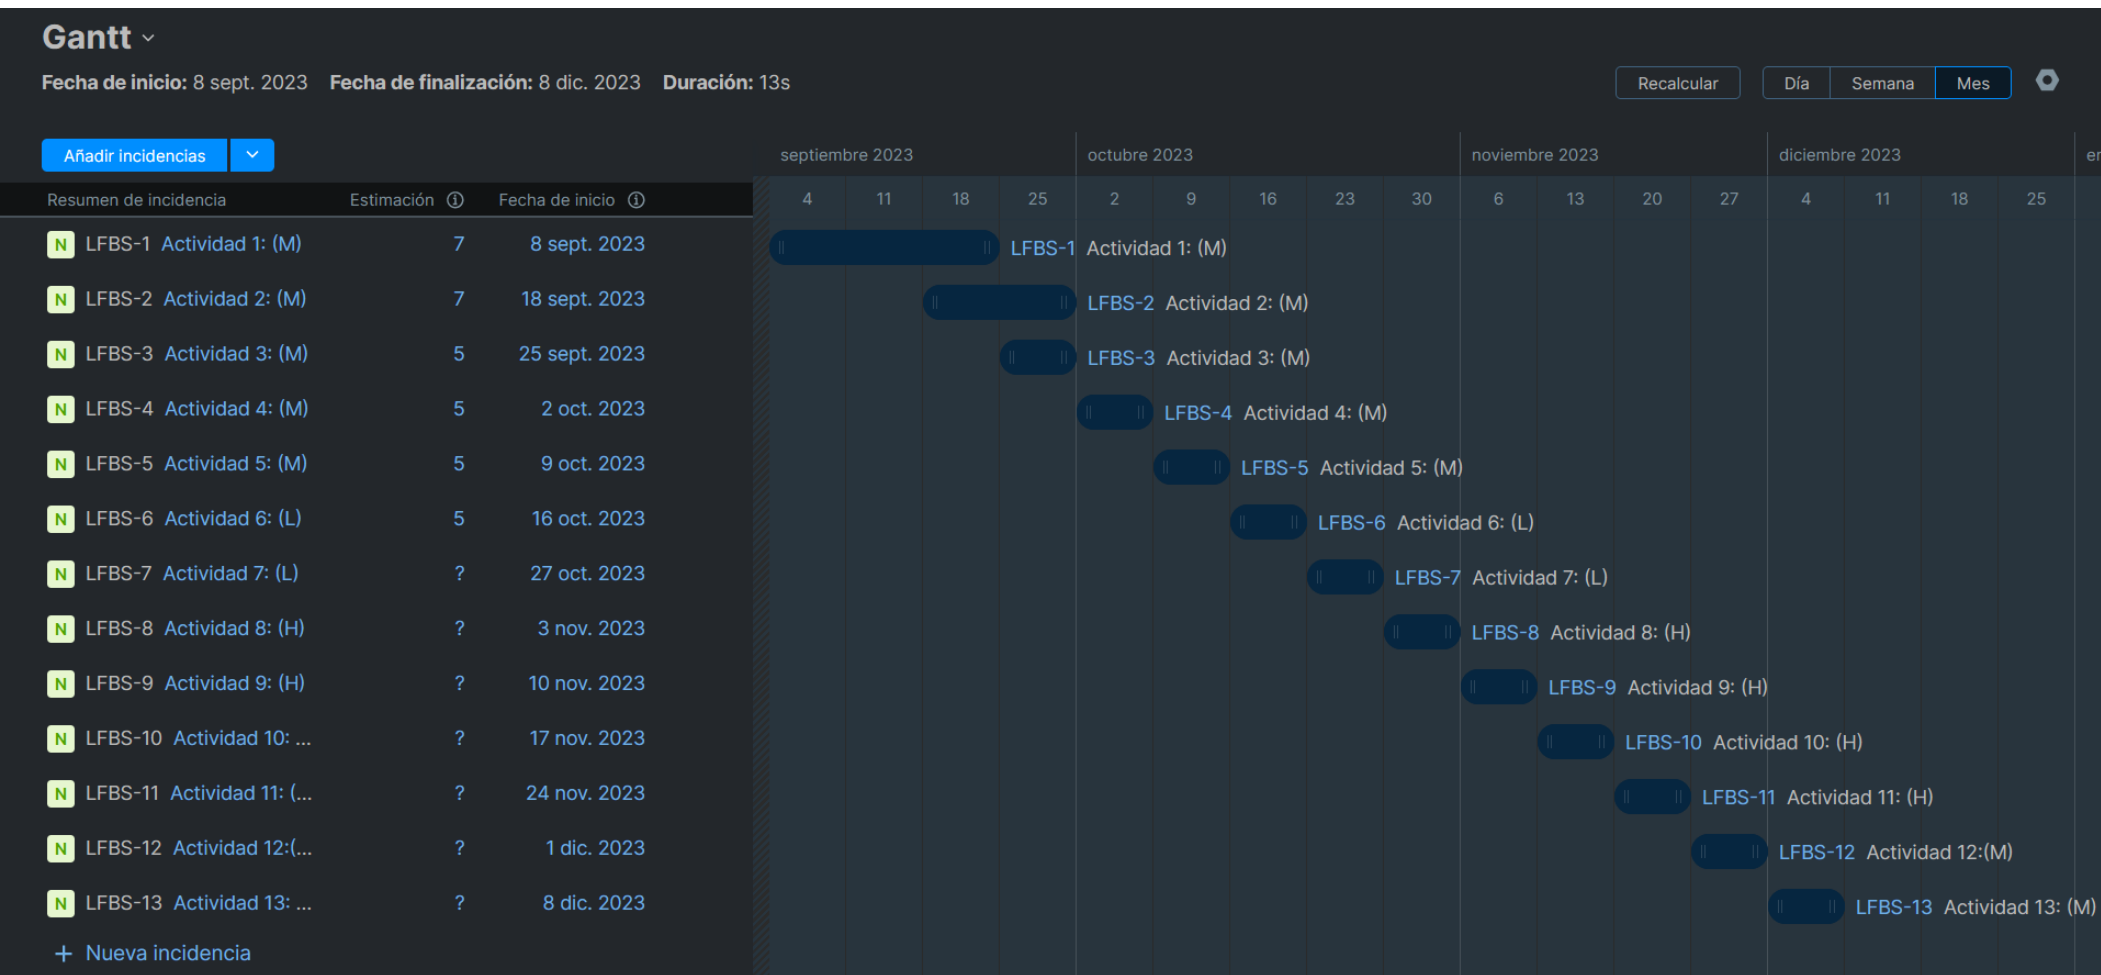 Gantt
Fecha de inicio: 8 sept. 2023 Fecha de finalización: 8 dic. 2023 Duración: 13s
Recalcular Día Semana Mes
Añadir incidencias
septiembre 2023 octubre 2023 noviembre 2023 diciembre 2023
Resumen de incidencia Estimación Fecha de inicio 4 11 18 25 2 9 16 23 30 6 13 20 27 4 11 18 25
N LFBS-1 Actividad 1: (M) 7 8 sept. 2023 LFBS-1 Actividad 1: (M)
N LFBS-2 Actividad 2: (M) 7 18 sept. 2023 LFBS-2 Actividad 2: (M)
N LFBS-3 Actividad 3: (M) 5 25 sept. 2023 LFBS-3 Actividad 3: (M)
N LFBS-4 Actividad 4: (M) 5 2 oct. 2023 LFBS-4 Actividad 4: (M)
N LFBS-5 Actividad 5: (M) 5 9 oct. 2023 LFBS-5 Actividad 5: (M)
N LFBS-6 Actividad 6: (L) 5 16 oct. 2023 LFBS-6 Actividad 6: (L)
N LFBS-7 Actividad 7: (L) ? 27 oct. 2023 LFBS-7 Actividad 7: (L)
N LFBS-8 Actividad 8: (H) ? 3 nov. 2023 LFBS-8 Actividad 8: (H)
N LFBS-9 Actividad 9: (H) ? 10 nov. 2023 LFBS-9 Actividad 9: (H)
N LFBS-10 Actividad 10: ... ? 17 nov. 2023 LFBS-10 Actividad 10: (H)
N LFBS-11 Actividad 11: (... ? 24 nov. 2023 LFBS-11 Actividad 11: (H)
N LFBS-12 Actividad 12:(... ? 1 dic. 2023 LFBS-12 Actividad 12:(M)
N LFBS-13 Actividad 13: ... ? 8 dic. 2023 LFBS-13 Actividad 13: (M)
+ Nueva incidencia